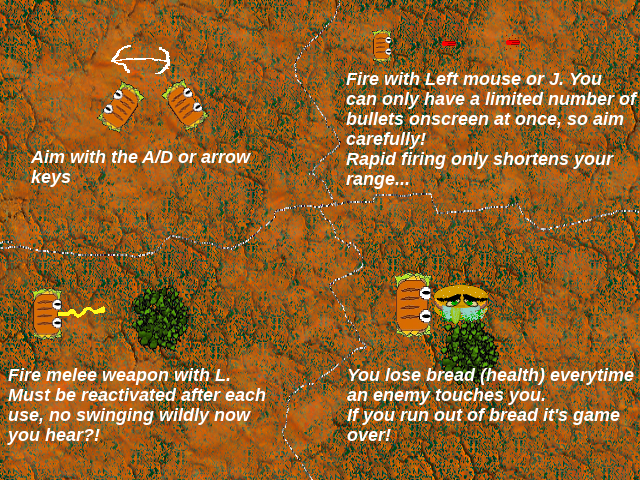 Aim with the A/D or arrow
keys
Fire with Left mouse or J. You
can only have a limited number of
bullets onscreen at once, so aim
carefully!
Rapid firing only shortens your
range...
Fire melee weapon with L.
Must be reactivated after each
use, no swinging wildly now
you hear?!
You lose bread (health) everytime
an enemy touches you.
If you run out of bread it's game
over!